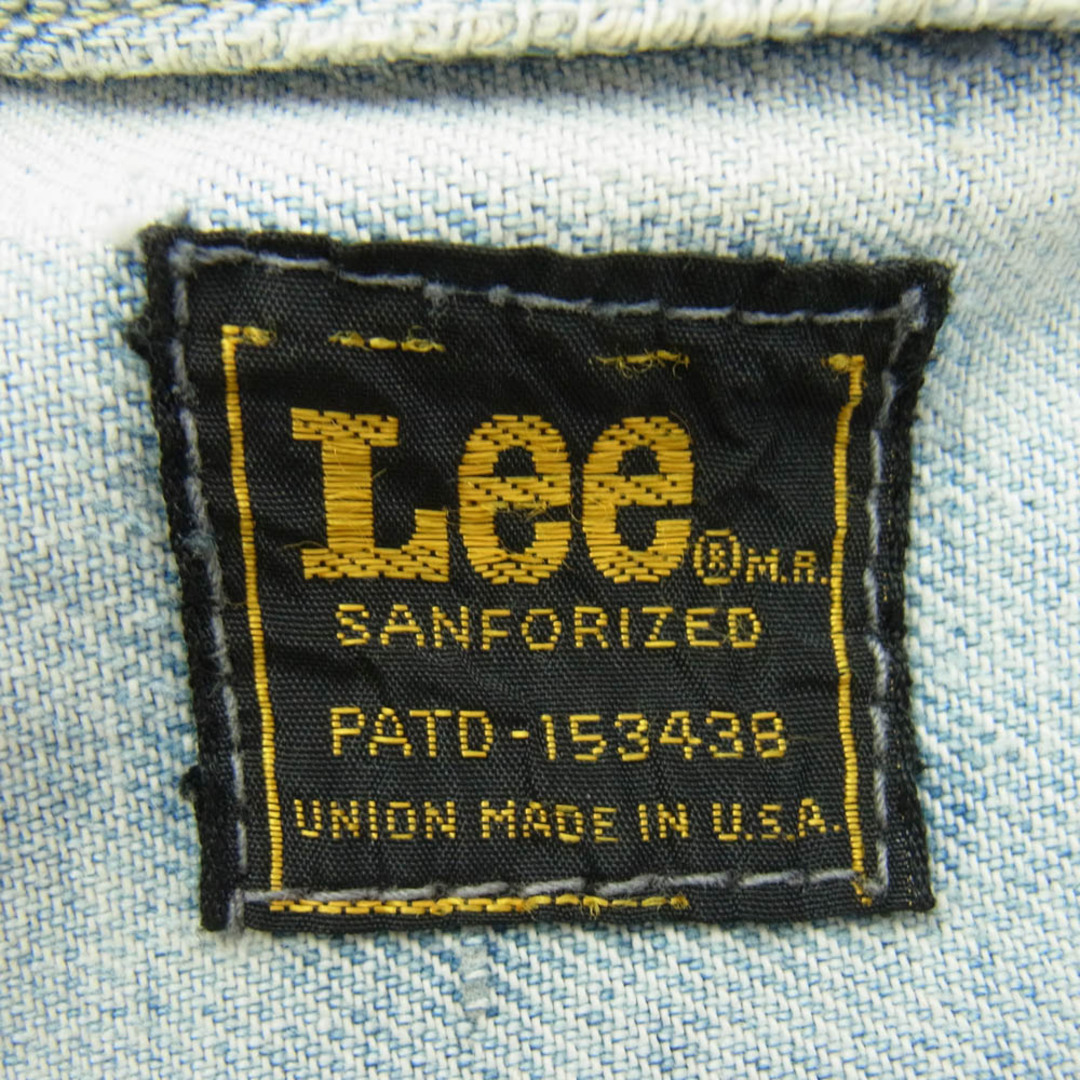 Lee® M.R.
SANFORIZED
PATD-153438
UNION MADE IN U.S.A.